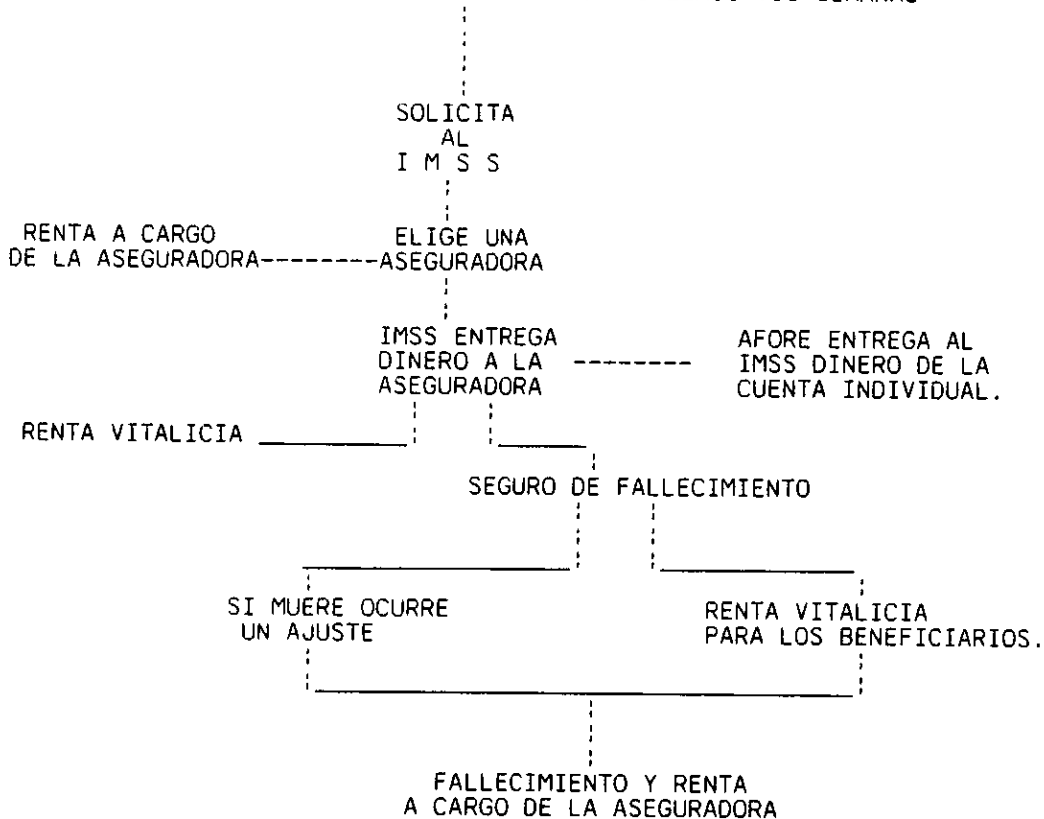 SOLICITA
AL
I M S S
RENTA A CARGO
DE LA ASEGURADORA
ELIGE UNA
ASEGURADORA
IMSS ENTREGA
DINERO A LA
ASEGURADORA
AFORE ENTREGA AL
IMSS DINERO DE LA
CUENTA INDIVIDUAL.
RENTA VITALICIA
SEGURO DE FALLECIMIENTO
SI MUERE OCURRE
UN AJUSTE
RENTA VITALICIA
PARA LOS BENEFICIARIOS.
FALLECIMIENTO Y RENTA
A CARGO DE LA ASEGURADORA